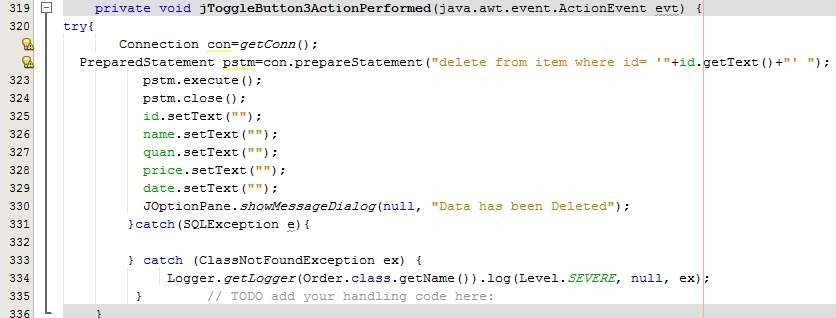 319 private void jToggleButton3ActionPerformed(java.awt.event.ActionEvent evt) {
320 try{
Connection con=getConn();
PreparedStatement pstm=con.prepareStatement("delete from item where id= '"+id.getText()+"' ");
323 pstm.execute();
324 pstm.close();
325 id.setText("");
326 name.setText("");
327 quan.setText("");
328 price.setText("");
329 date.setText("");
330 JOptionPane.showMessageDialog(null, "Data has been Deleted");
331 }catch(SQLException e){
332
333 } catch (ClassNotFoundException ex) {
334 Logger.getLogger(Order.class.getName()).log(Level.SEVERE, null, ex);
335 } // TODO add your handling code here:
336 }